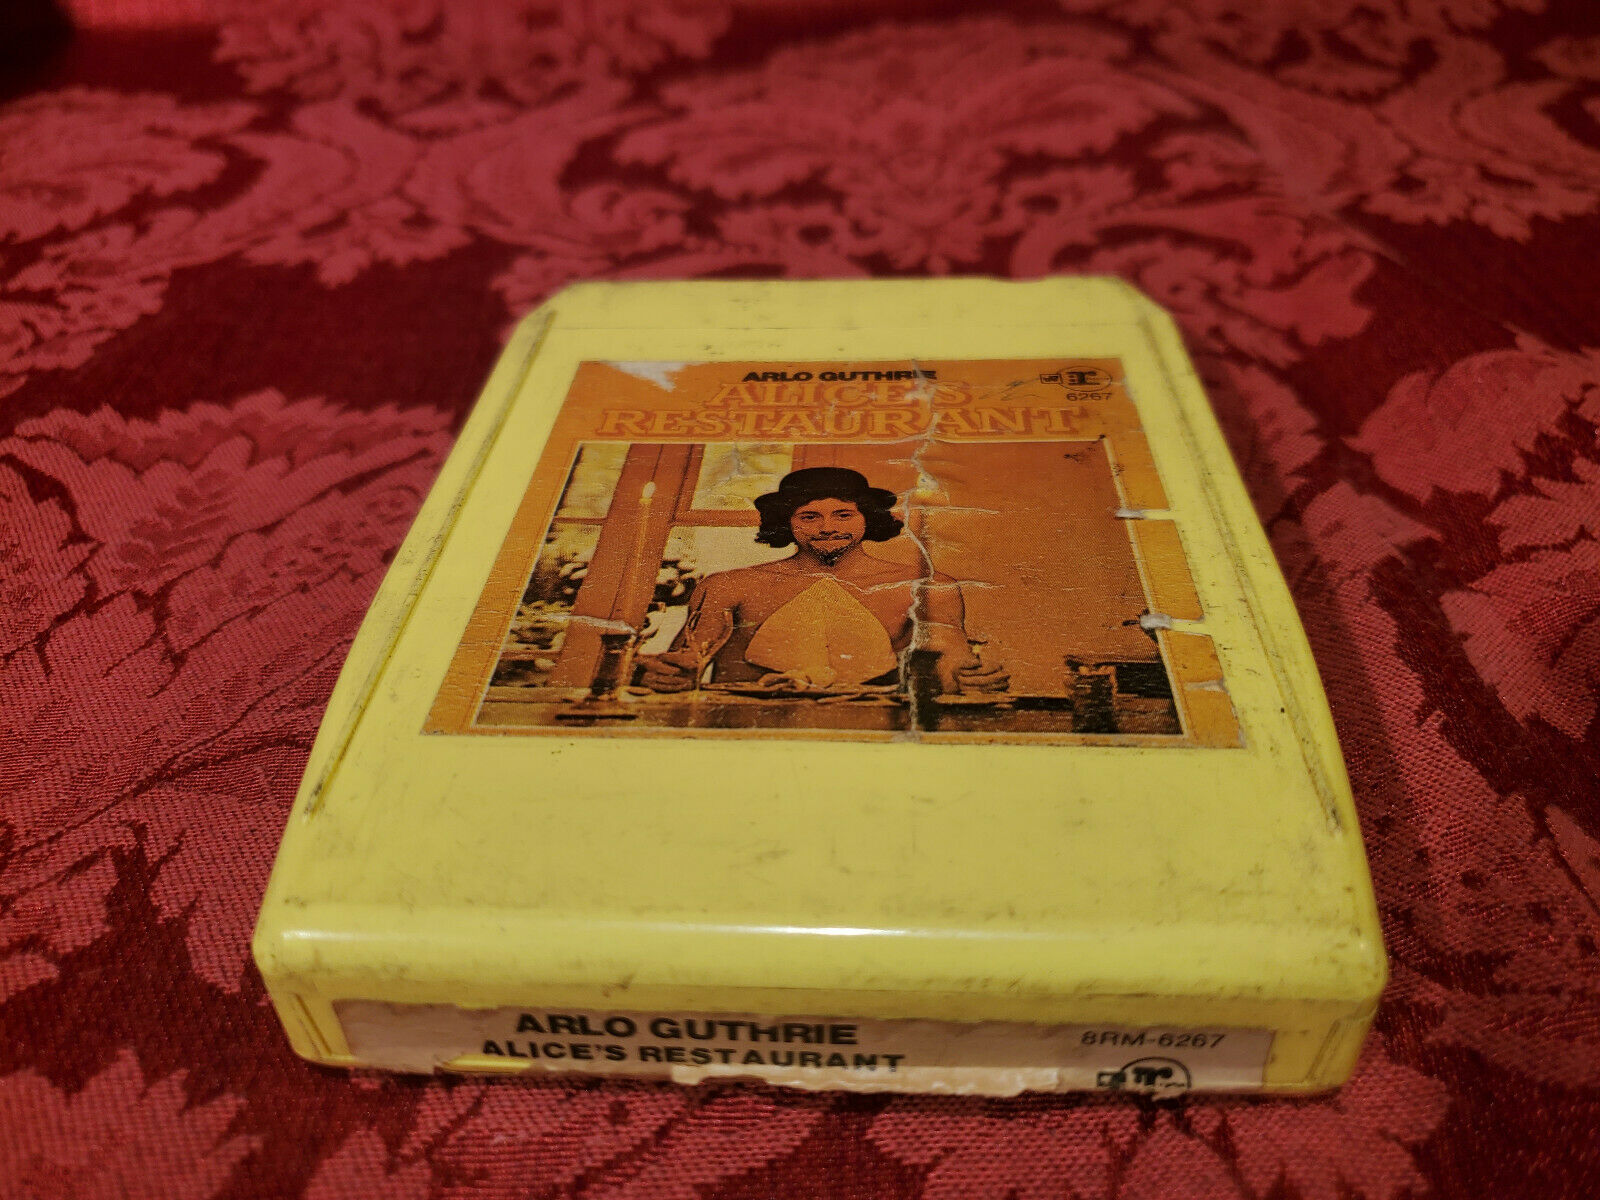 ARLO GUTHRIE
ALICE'S
RESTAURANT
6267
ARLO GUTHRIE
ALICE'S RESTAURANT
8RM-6267